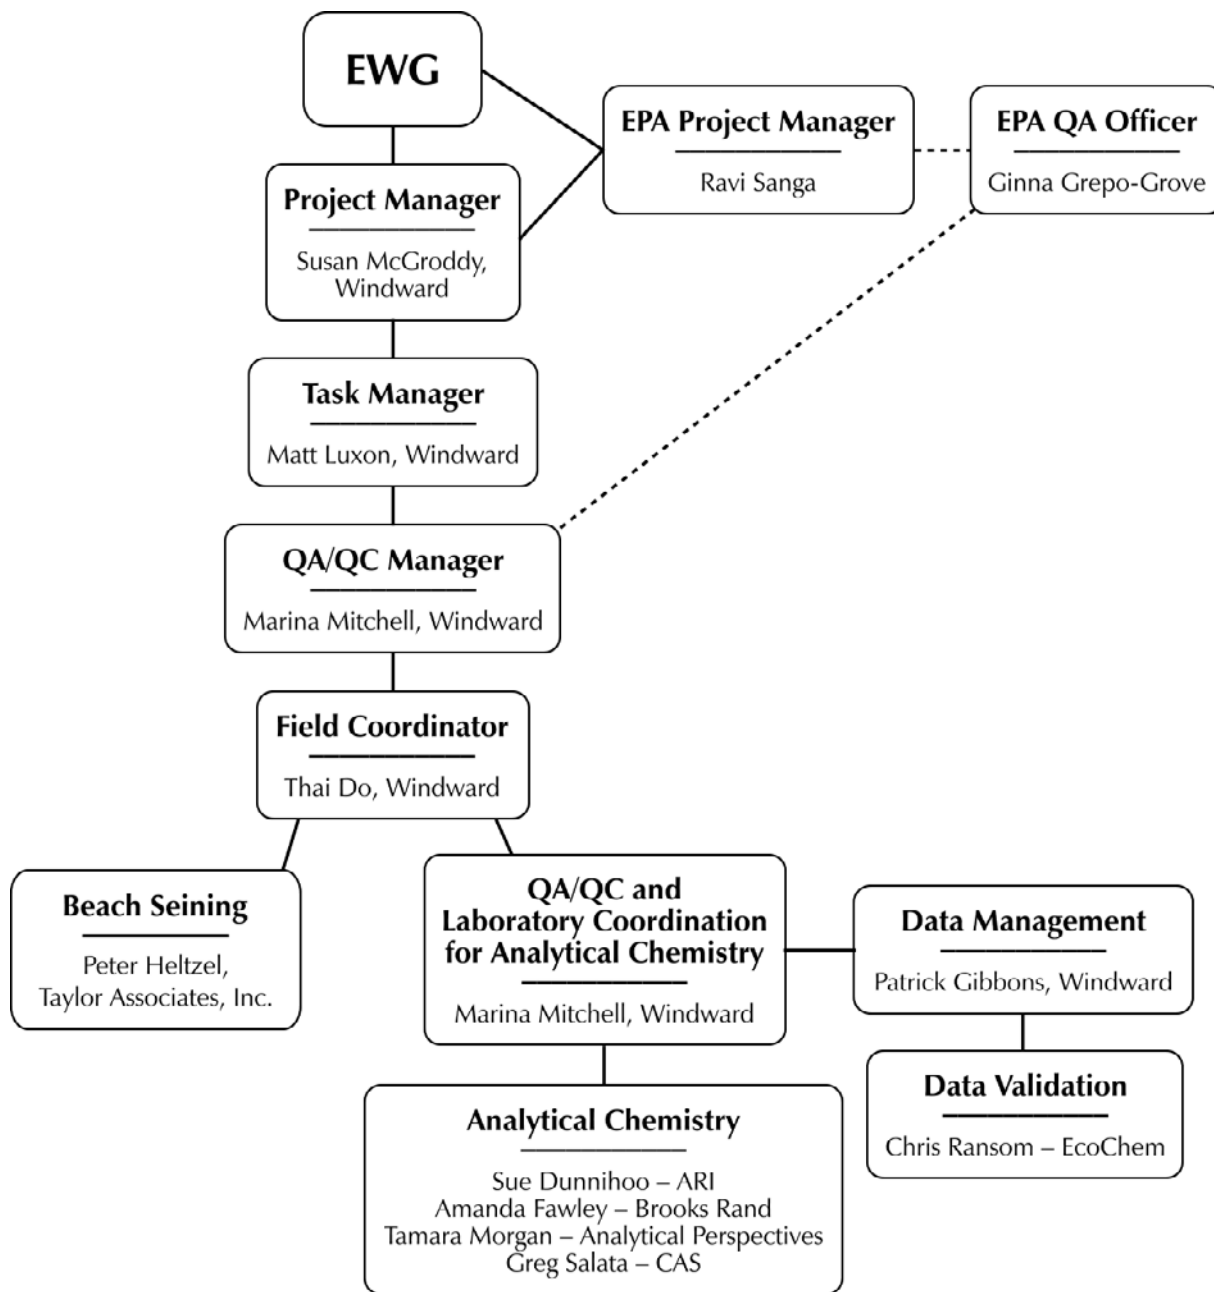 EWG
EPA Project Manager
Ravi Sanga
EPA QA Officer
Ginna Grepo-Grove
Project Manager
Susan McGroddy,
Windward
Task Manager
Matt Luxon, Windward
QA/QC Manager
Marina Mitchell, Windward
Field Coordinator
Thai Do, Windward
Beach Seining
Peter Heltzel,
Taylor Associates, Inc.
QA/QC and
Laboratory Coordination
for Analytical Chemistry
Marina Mitchell, Windward
Data Management
Patrick Gibbons, Windward
Data Validation
Chris Ransom – EcoChem
Analytical Chemistry
Sue Dunnihoo – ARI
Amanda Fawley – Brooks Rand
Tamara Morgan – Analytical Perspectives
Greg Salata – CAS